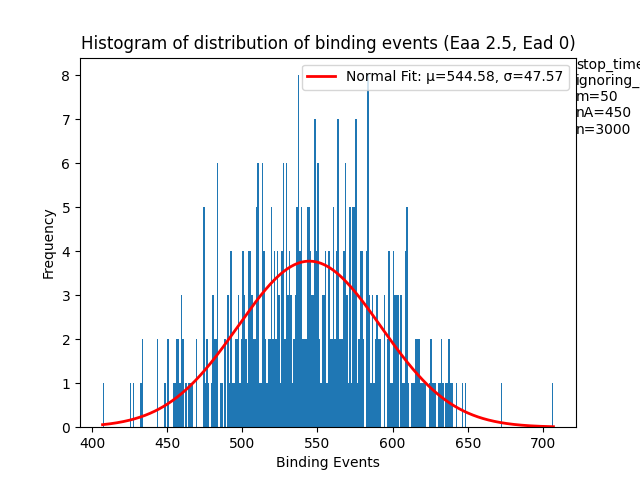 Histogram of distribution of binding events (Eaa 2.5, Ead 0)
Normal Fit: μ=544.58, σ=47.57
stop_time
ignoring_
m=50
nA=450
n=3000
Frequency
8
7
6
5
4
3
2
1
0
400 450 500 550 600 650 700
Binding Events